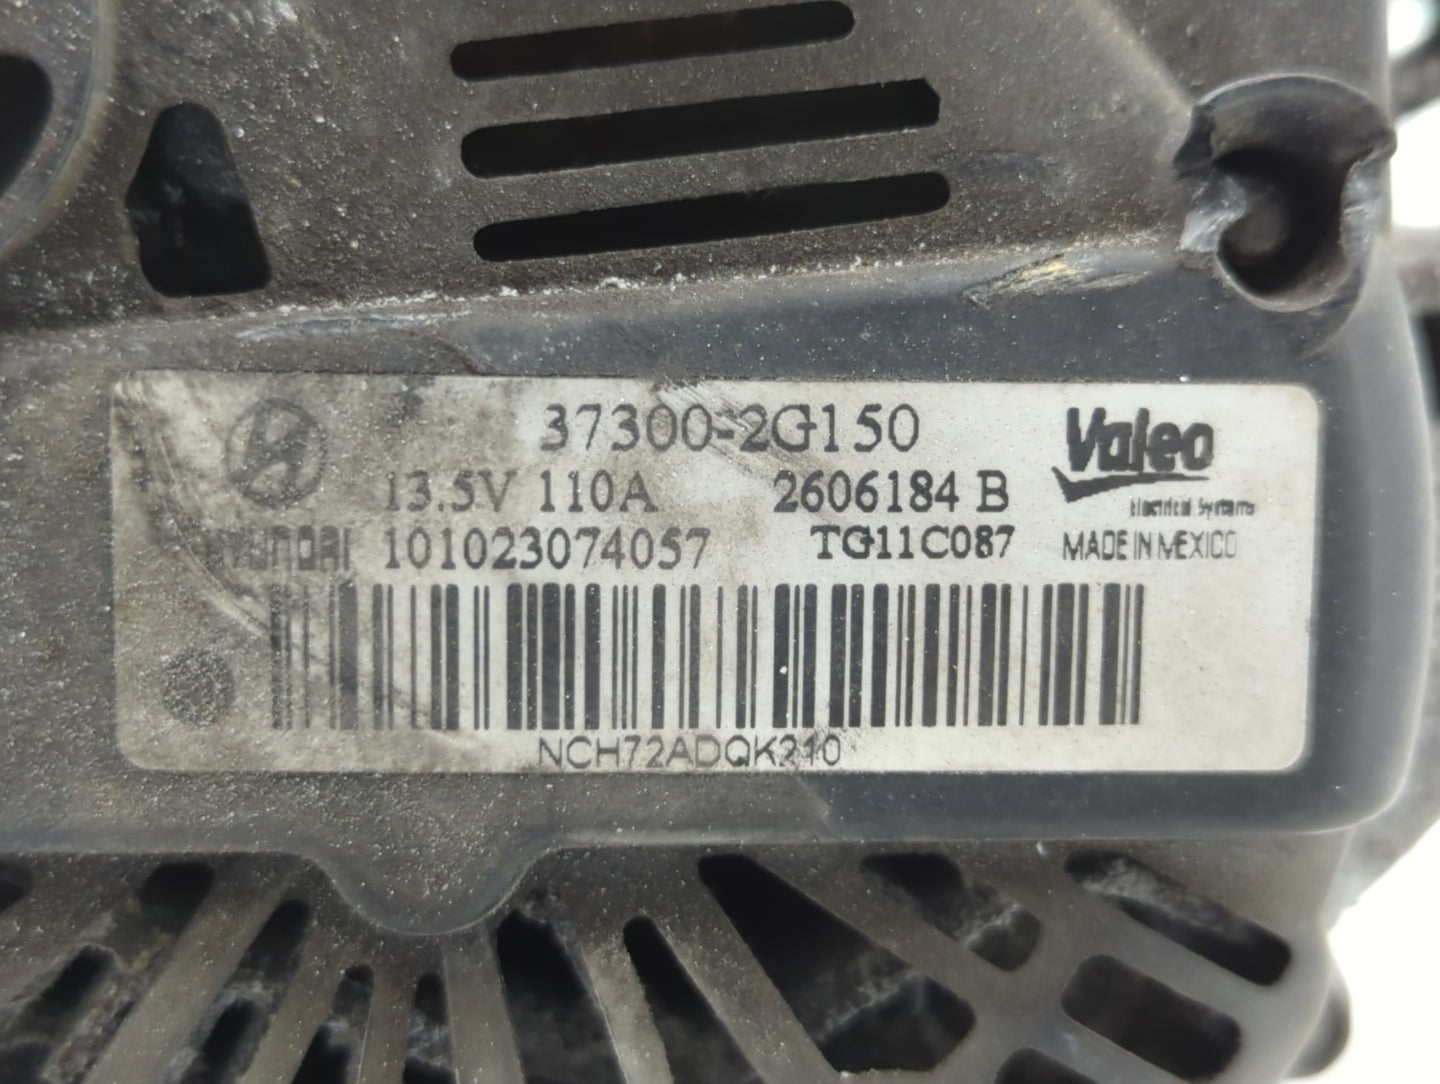 37300-2G150
Valeo
13.5V 110A 2606184 B
Electrical Systems
HYUNDAI 101023074057 TG11C087 MADE IN MEXICO
NCH72ADQK210